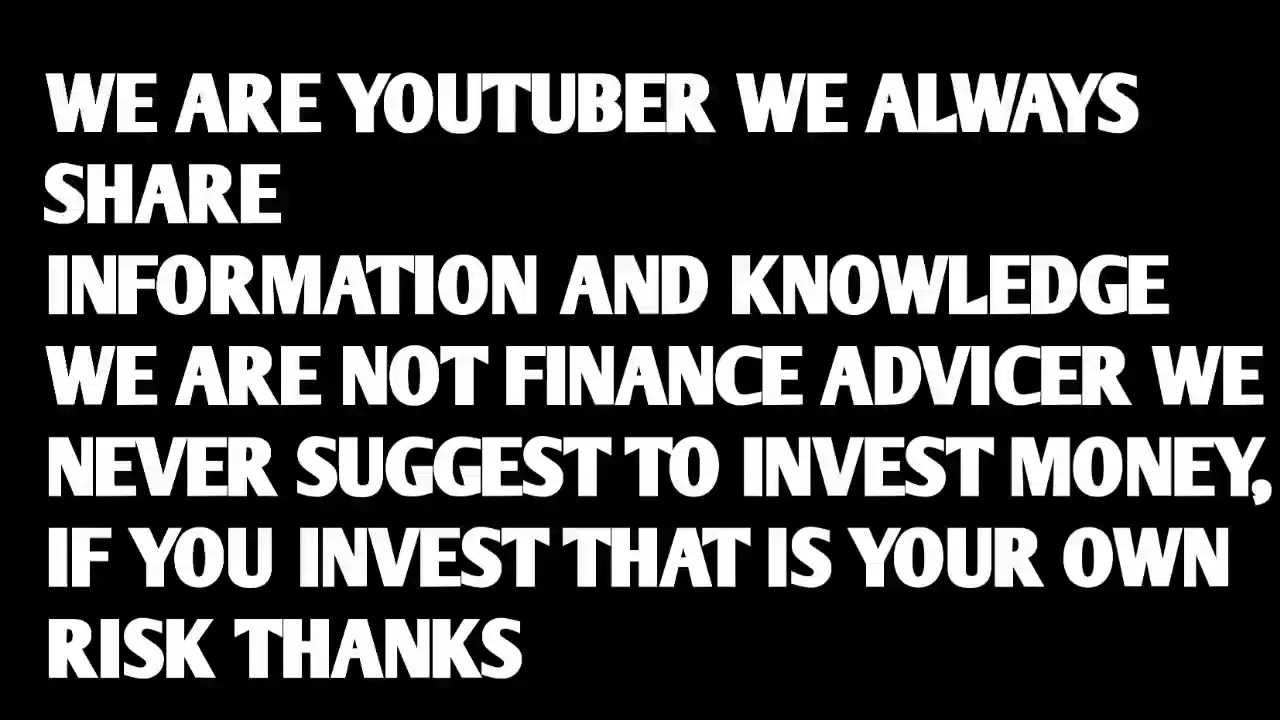 WE ARE YOUTUBER WE ALWAYS
SHARE
INFORMATION AND KNOWLEDGE
WE ARE NOT FINANCE ADVICER WE
NEVER SUGGEST TO INVEST MONEY,
IF YOU INVEST THAT IS YOUR OWN
RISK THANKS